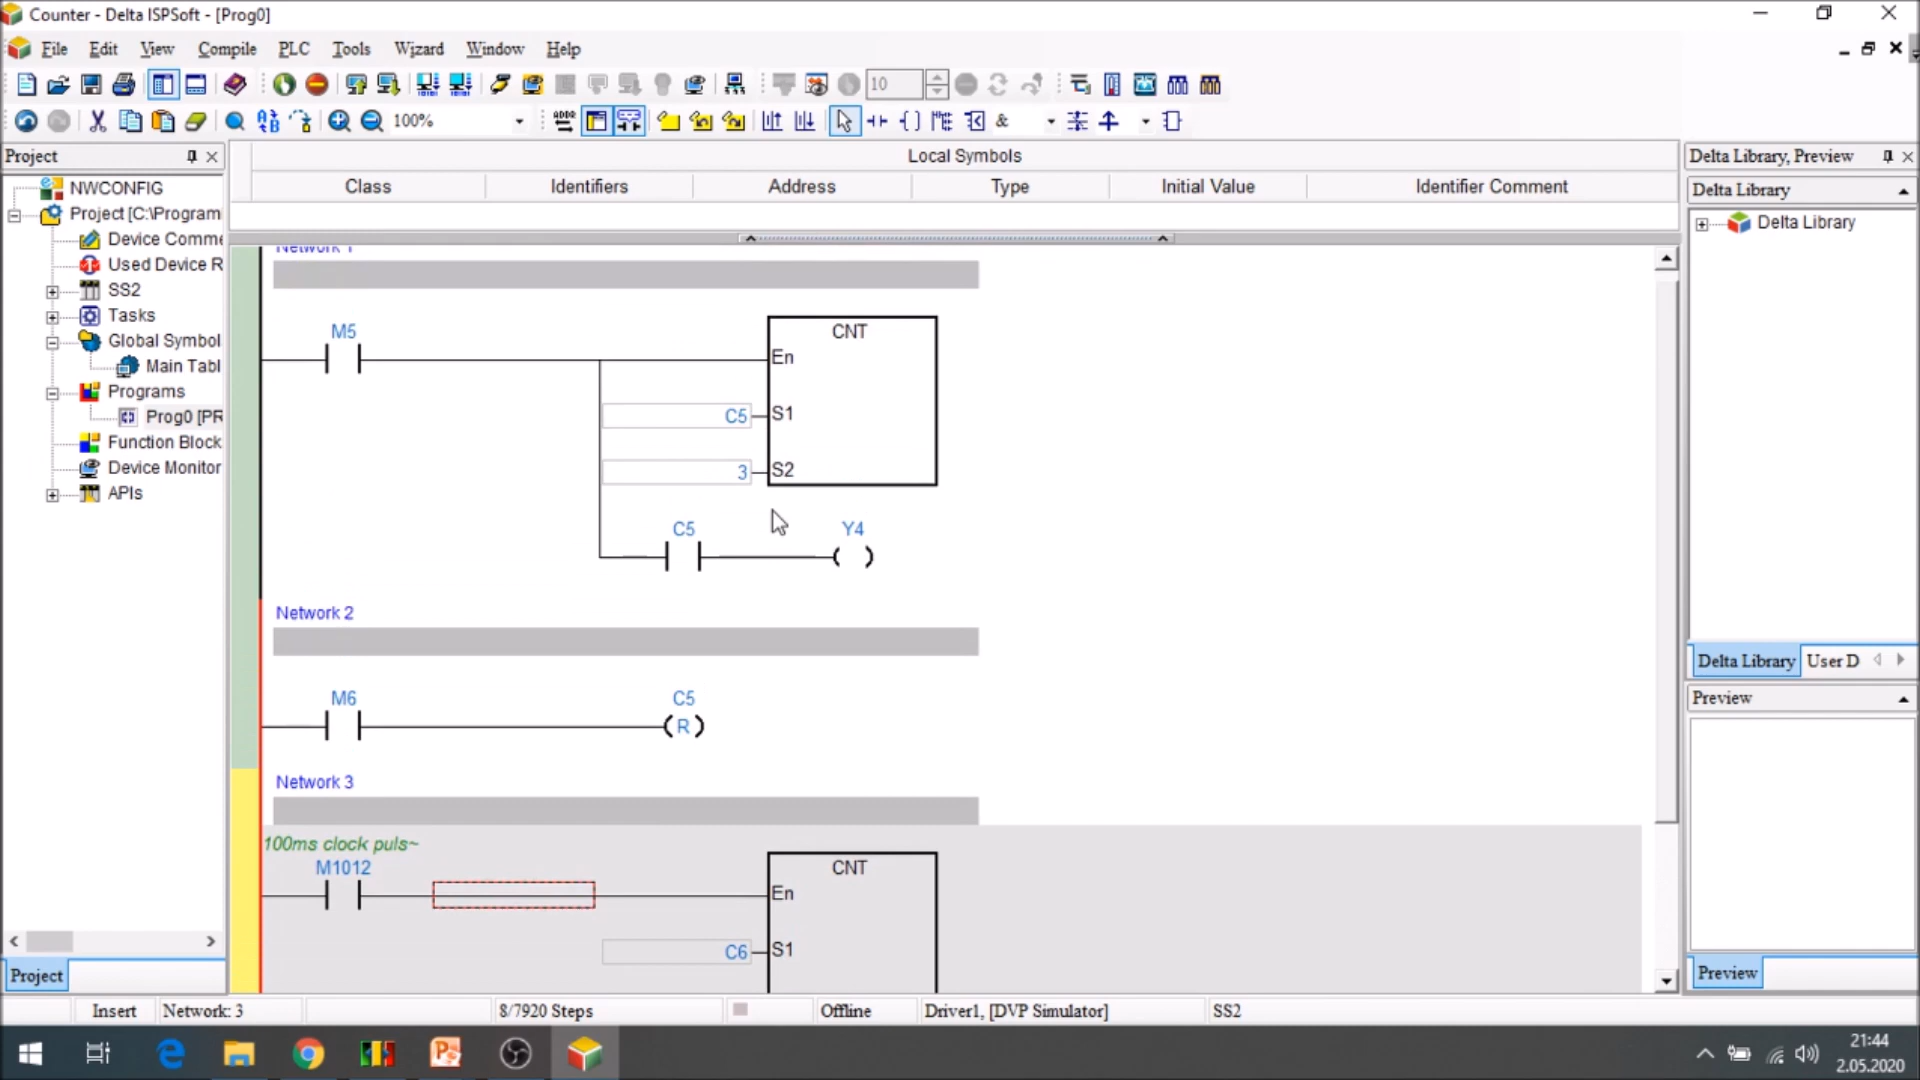 Counter - Delta ISPSoft - [Prog0]
File Edit View Compile PLC Tools Wizard Window Help
10
100%
Project
NWCONFIG
Project [C:\Program
Device Comme
Used Device R
SS2
Tasks
Global Symbol
Main Tabl
Programs
Prog0 [PR
Function Block
Device Monitor
APIs
Project
Local Symbols
Class Identifiers Address Type Initial Value Identifier Comment
Network 1
M5
CNT
En
C5 S1
3 S2
C5 Y4
Network 2
M6 C5
R
Network 3
100ms clock puls~
M1012
CNT
En
C6 S1
Delta Library, Preview
Delta Library
Delta Library
Delta Library User D
Preview
Preview
Insert Network: 3 8/7920 Steps Offline Driver1, [DVP Simulator] SS2
21:44
2.05.2020